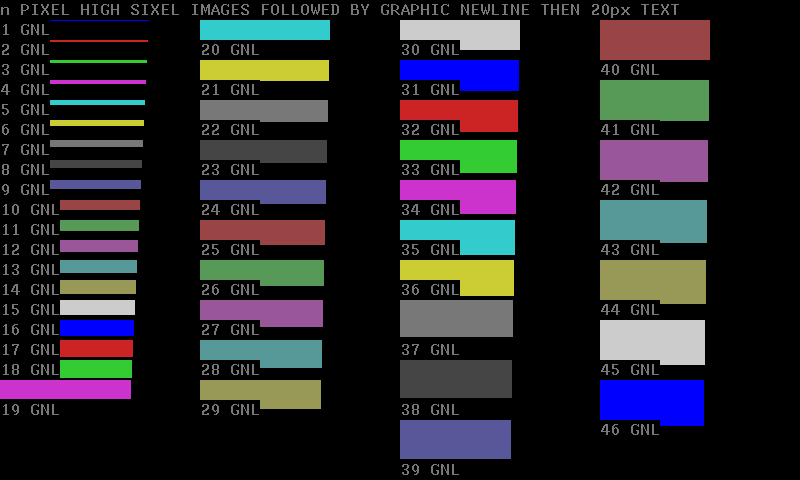 n PIXEL HIGH SIXEL IMAGES FOLLOWED BY GRAPHIC NEWLINE THEN 20px TEXT
1 GNL
2 GNL
3 GNL
4 GNL
5 GNL
6 GNL
7 GNL
8 GNL
9 GNL
10 GNL
11 GNL
12 GNL
13 GNL
14 GNL
15 GNL
16 GNL
17 GNL
18 GNL
19 GNL
20 GNL
21 GNL
22 GNL
23 GNL
24 GNL
25 GNL
26 GNL
27 GNL
28 GNL
29 GNL
30 GNL
31 GNL
32 GNL
33 GNL
34 GNL
35 GNL
36 GNL
37 GNL
38 GNL
39 GNL
40 GNL
41 GNL
42 GNL
43 GNL
44 GNL
45 GNL
46 GNL